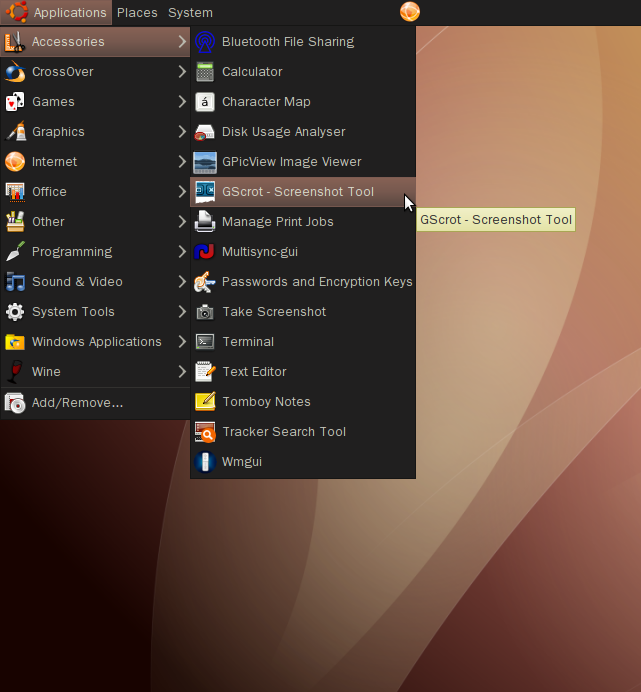 Applications Places System
Accessories
CrossOver
Games
Graphics
Internet
Office
Other
Programming
Sound & Video
System Tools
Windows Applications
Wine
Add/Remove...
Bluetooth File Sharing
Calculator
á
Character Map
Disk Usage Analyser
GPicView Image Viewer
GScrot - Screenshot Tool
Manage Print Jobs
Multisync-gui
Passwords and Encryption Keys
Take Screenshot
Terminal
Text Editor
Tomboy Notes
Tracker Search Tool
Wmgui
GScrot - Screenshot Tool